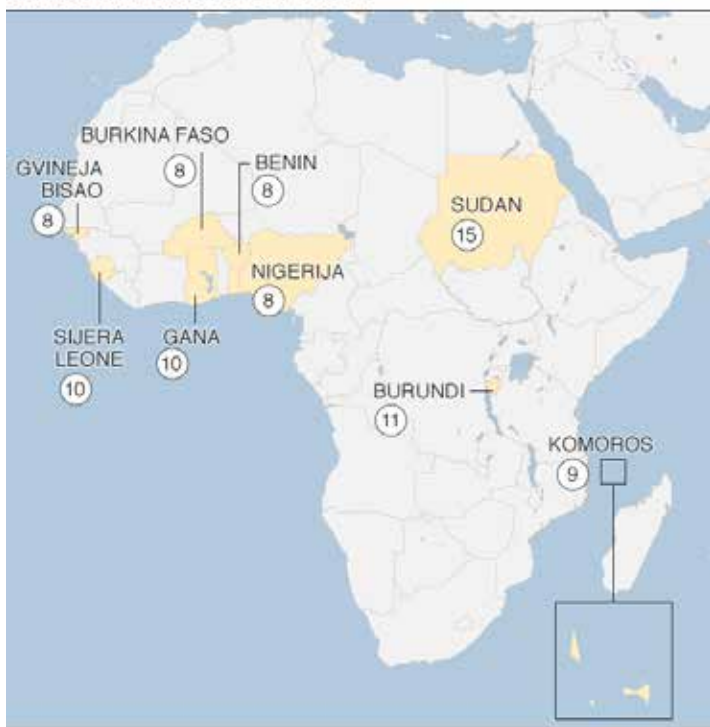 BURKINA FASO
8
BENIN
8
GVINEJA
BISAO
8
SUDAN
15
NIGERIJA
8
SIJERA
LEONE
10
GANA
10
BURUNDI
11
KOMOROS
9